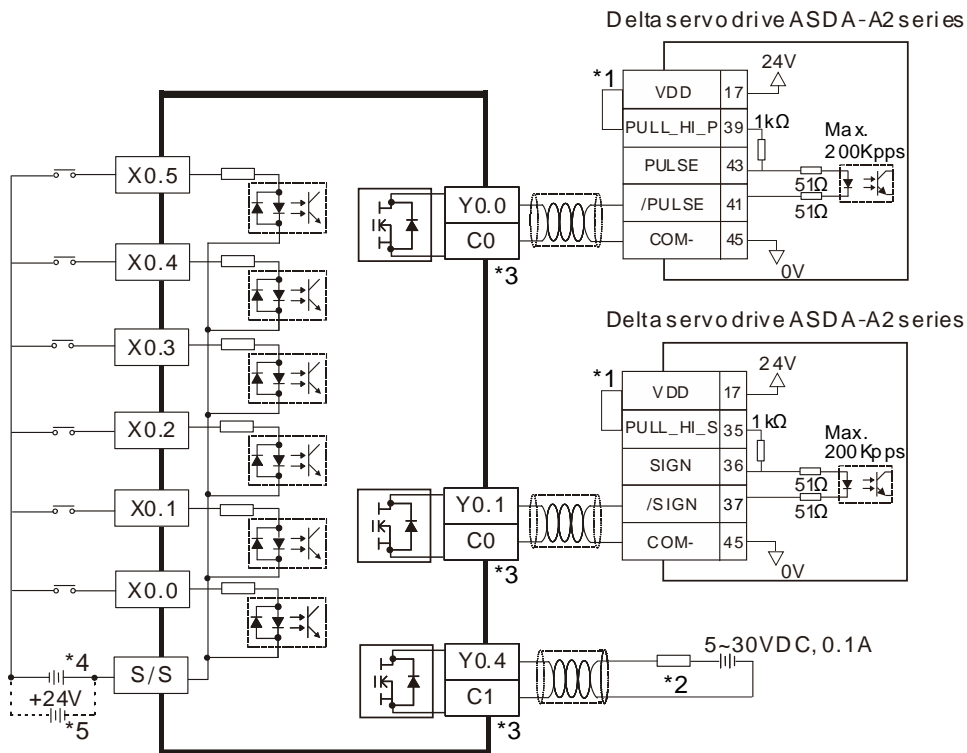 Delta servo drive ASDA-A2 series
24V
*1
VDD 17
PULL_HI_P 39
1kΩ
PULSE 43
/PULSE 41
COM- 45
Max.
200Kpps
51Ω
51Ω
0V
X0.5
X0.4
X0.3
X0.2
X0.1
X0.0
S/S
*4
+24V
*5
Y0.0
C0
*3
Delta servo drive ASDA-A2 series
24V
*1
VDD 17
PULL_HI_S 35
1kΩ
SIGN 36
/SIGN 37
COM- 45
Max.
200Kpps
51Ω
51Ω
0V
Y0.1
C0
*3
Y0.4
C1
*3
5~30VDC, 0.1A
*2